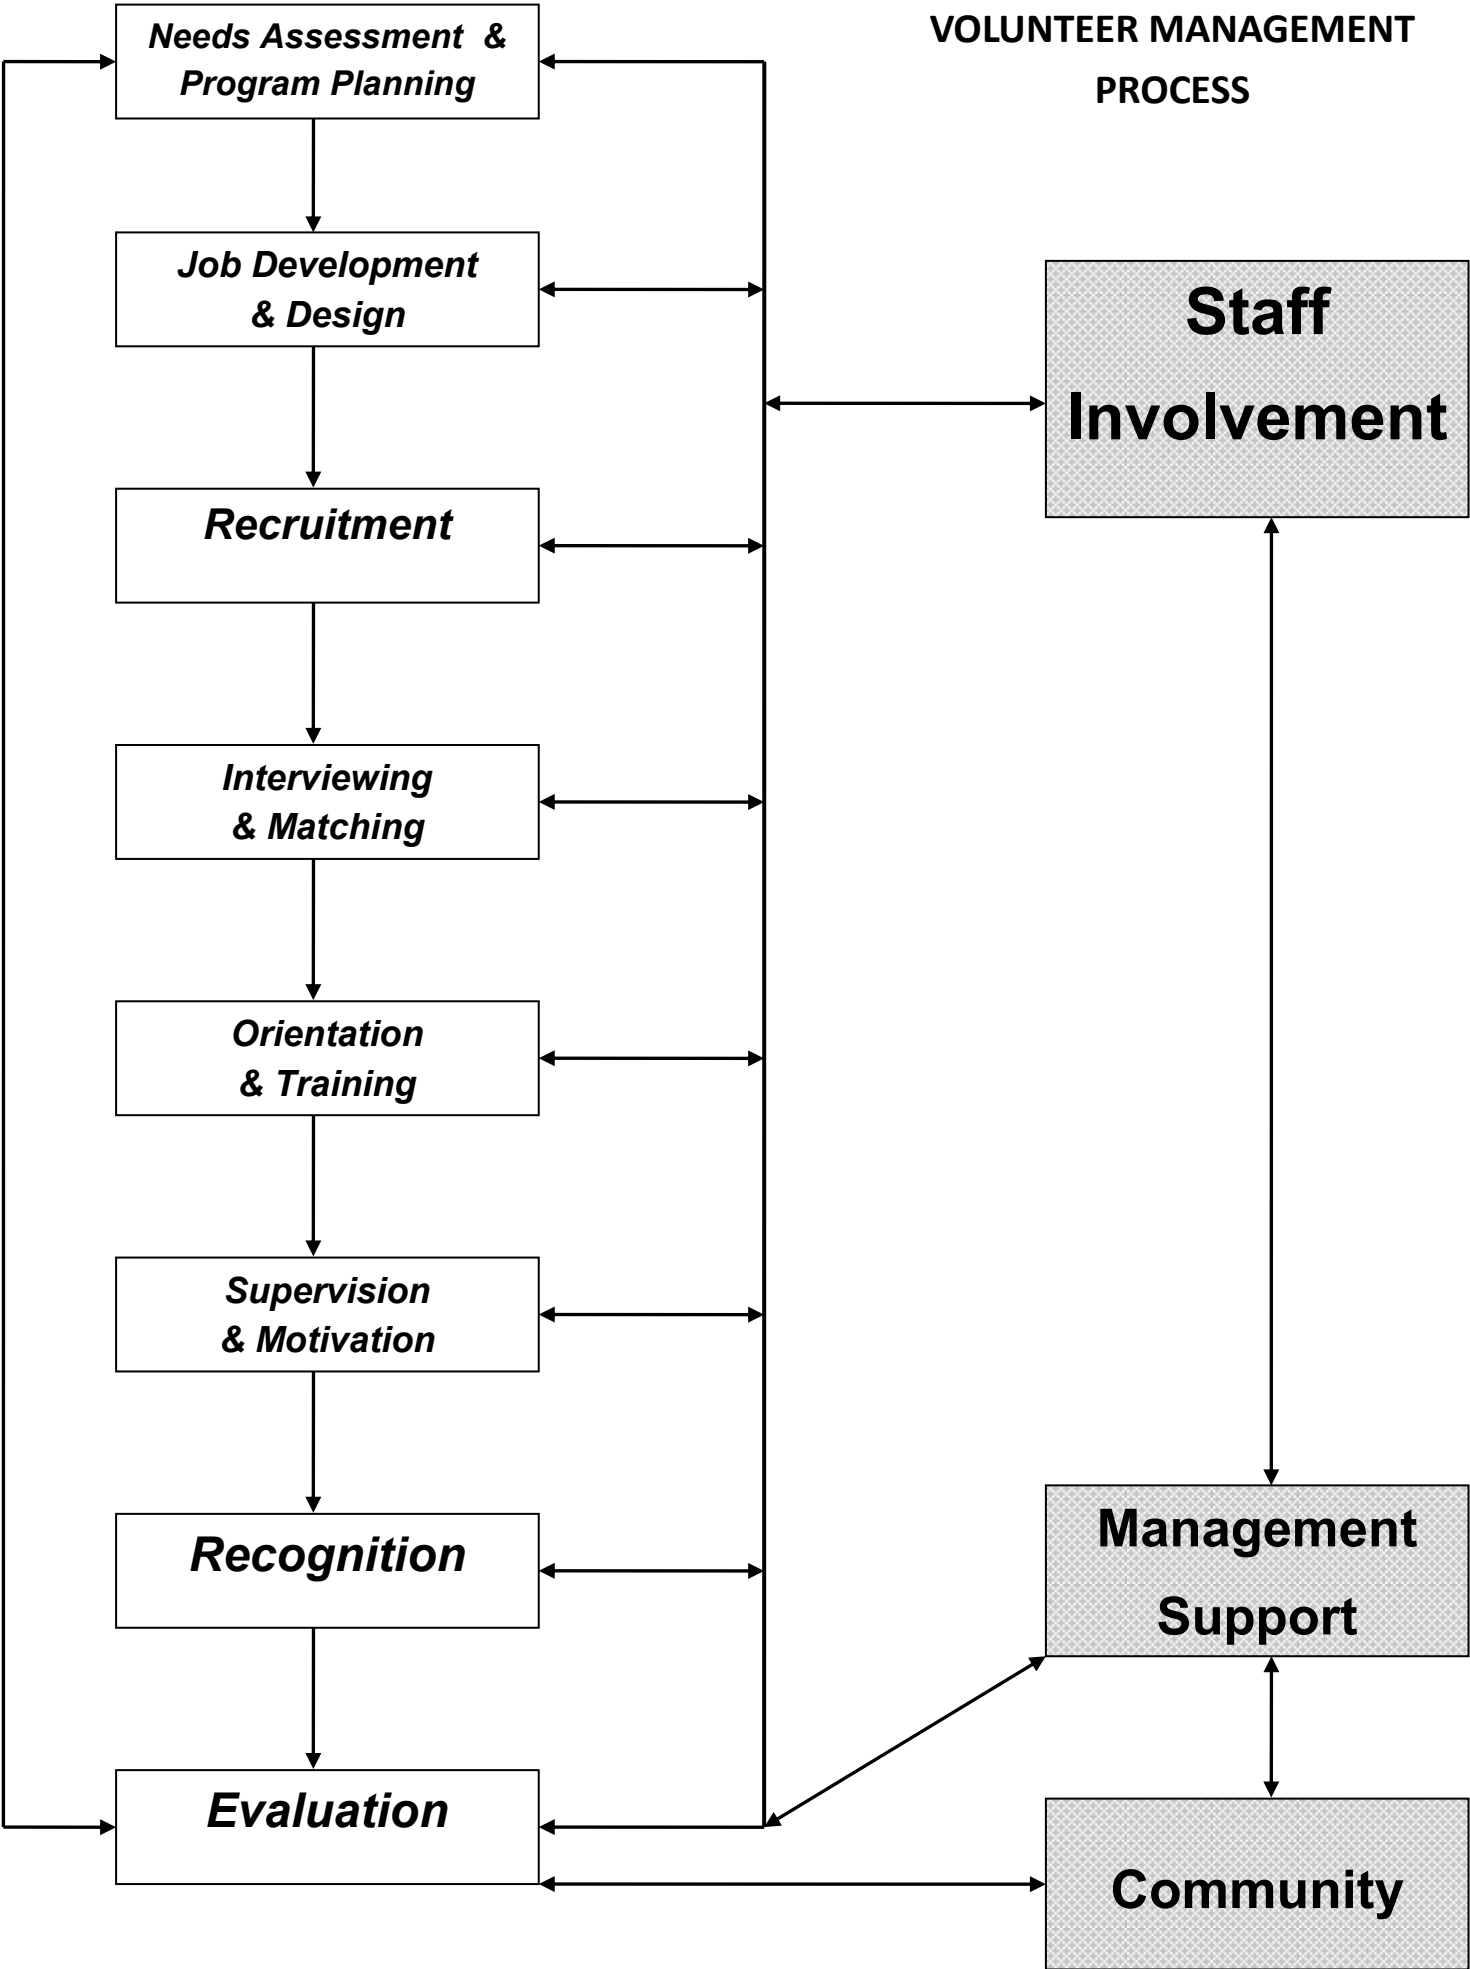 VOLUNTEER MANAGEMENT
PROCESS
Needs Assessment &
Program Planning
Job Development
& Design
Recruitment
Interviewing
& Matching
Orientation
& Training
Supervision
& Motivation
Recognition
Evaluation
Staff
Involvement
Management
Support
Community